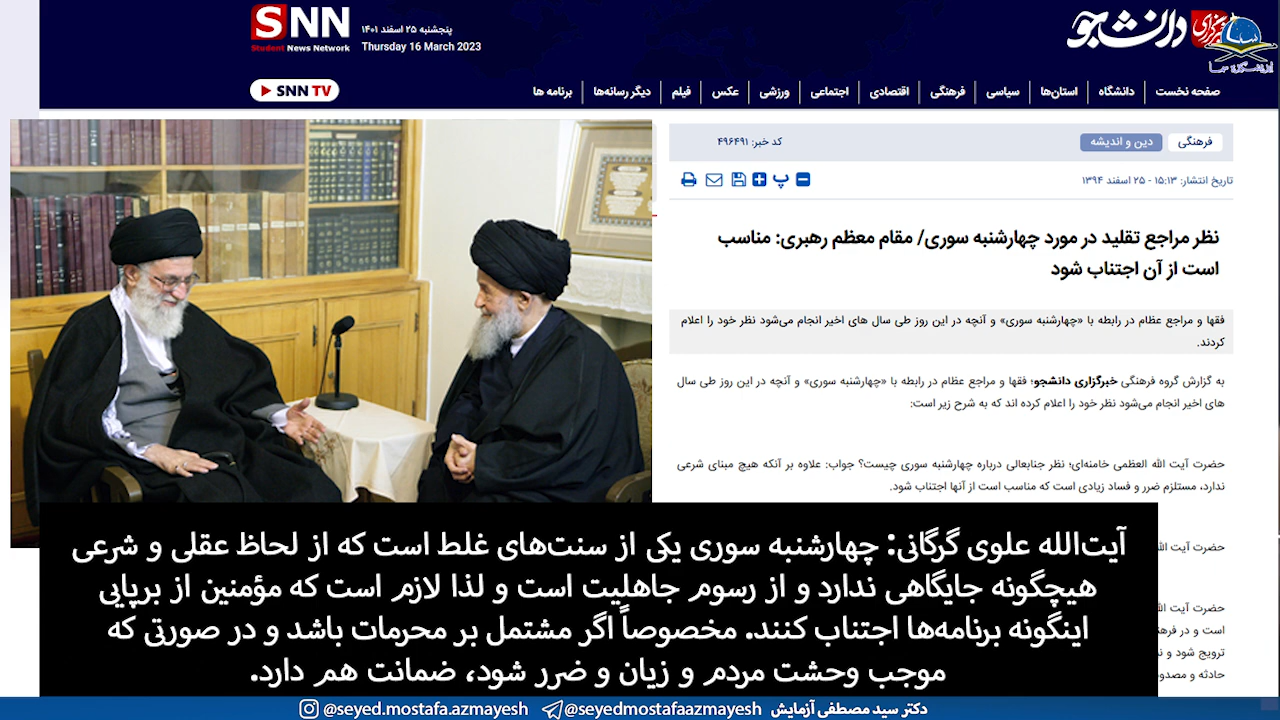 SNN
Student News Network
پنجشنبه ۲۵ اسفند ۱۴۰۱
Thursday 16 March 2023
خبرگزاری دانشجو
SNN TV
صفحه نخست
دانشگاه
استان‌ها
سیاسی
فرهنگی
اقتصادی
اجتماعی
ورزشی
عکس
فیلم
دیگر رسانه‌ها
برنامه ها
فرهنگی
دین و اندیشه
کد خبر: ۴۹۶۴۹۱
تاریخ انتشار: ۱۵:۱۳ - ۲۵ اسفند ۱۳۹۴
پ
نظر مراجع تقلید در مورد چهارشنبه سوری/ مقام معظم رهبری: مناسب
است از آن اجتناب شود
فقها و مراجع عظام در رابطه با «چهارشنبه سوری» و آنچه در این روز طی سال های اخیر انجام می‌شود نظر خود را اعلام
کردند.
به گزارش گروه فرهنگی خبرگزاری دانشجو؛ فقها و مراجع عظام در رابطه با «چهارشنبه سوری» و آنچه در این روز طی سال
های اخیر انجام می‌شود نظر خود را اعلام کرده اند که به شرح زیر است:
حضرت آیت الله العظمی خامنه‌ای؛ نظر جنابعالی درباره چهارشنبه سوری چیست؟ جواب: علاوه بر آنکه هیچ مبنای شرعی
ندارد، مستلزم ضرر و فساد زیادی است که مناسب است از آنها اجتناب شود.
حضرت آیت
حضرت آیت
است و در
ترویج شود و
حادثه و
آیت‌الله علوی گرگانی: چهارشنبه سوری یکی از سنت‌های غلط است که از لحاظ عقلی و شرعی
هیچگونه جایگاهی ندارد و از رسوم جاهلیت است و لذا لازم است که مؤمنین از برپایی
اینگونه برنامه‌ها اجتناب کنند. مخصوصاً اگر مشتمل بر محرمات باشد و در صورتی که
موجب وحشت مردم و زیان و ضرر شود، ضمانت هم دارد.
@seyed.mostafa.azmayesh @seyedmostafaazmayesh دکتر سید مصطفی آزمایش